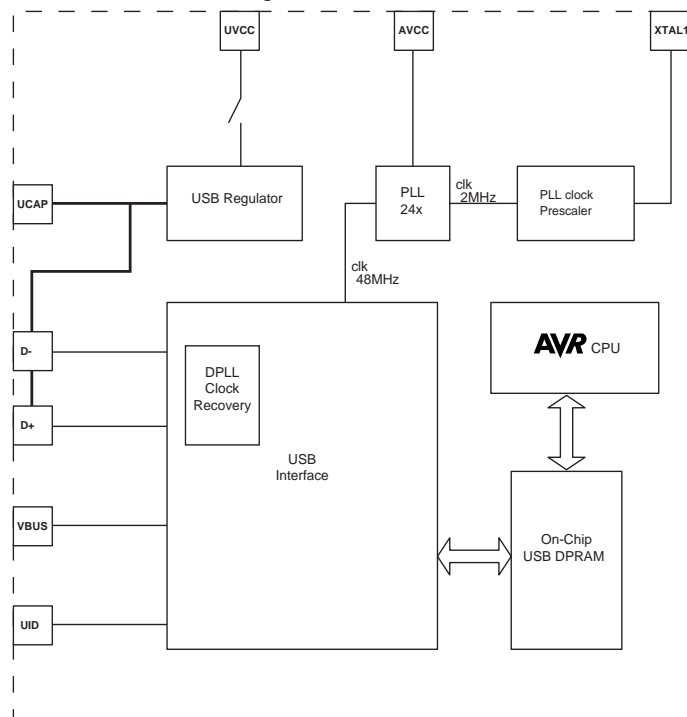 UVCC
AVCC
XTAL1
UCAP
USB Regulator
PLL
24x
clk
2MHz
PLL clock
Prescaler
clk
48MHz
D-
D+
DPLL
Clock
Recovery
AVR CPU
USB
Interface
VBUS
On-Chip
USB DPRAM
UID